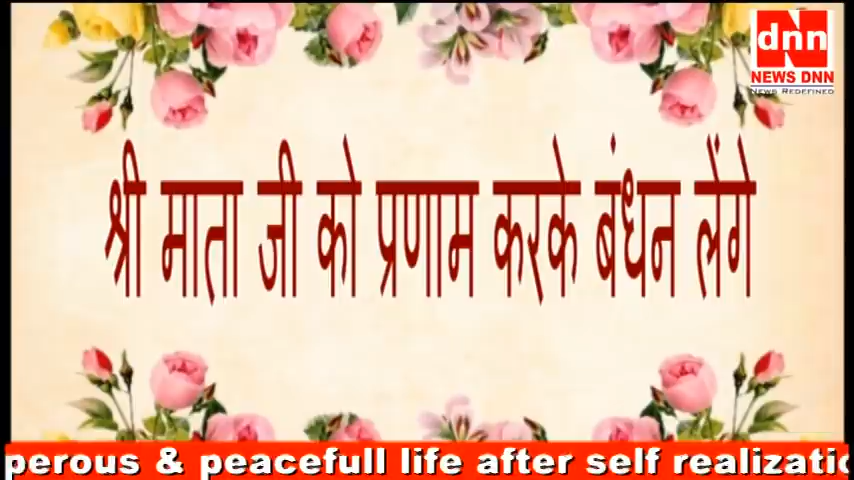 dnn
NEWS DNN
NEWS REDEFINED
श्री माता जी को प्रणाम करके बंधन लेंगे
perous & peacefull life after self realizatio